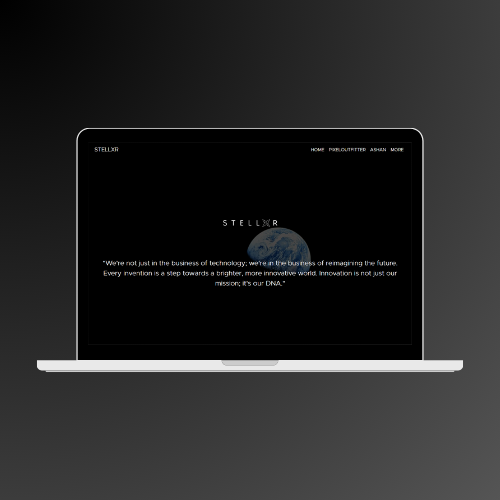 STELLXR
HOME PIXELOUTFITTER ASHAN MORE
STELLXR
"We're not just in the business of technology; we're in the business of reimagining the future.
Every invention is a step towards a brighter, more innovative world. Innovation is not just our
mission; it's our DNA."